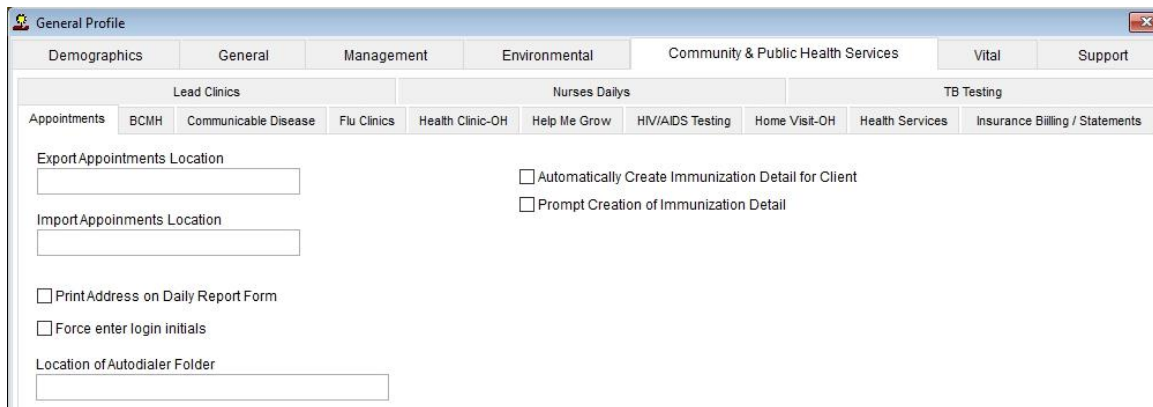 General Profile
Demographics General Management Environmental Community & Public Health Services Vital Support
Lead Clinics Nurses Dailys TB Testing
Appointments BCMH Communicable Disease Flu Clinics Health Clinic-OH Help Me Grow HIV/AIDS Testing Home Visit-OH Health Services Insurance Biilling / Statements
Export Appointments Location
Automatically Create Immunization Detail for Client
Prompt Creation of Immunization Detail
Import Appoinments Location
Print Address on Daily Report Form
Force enter login initials
Location of Autodialer Folder